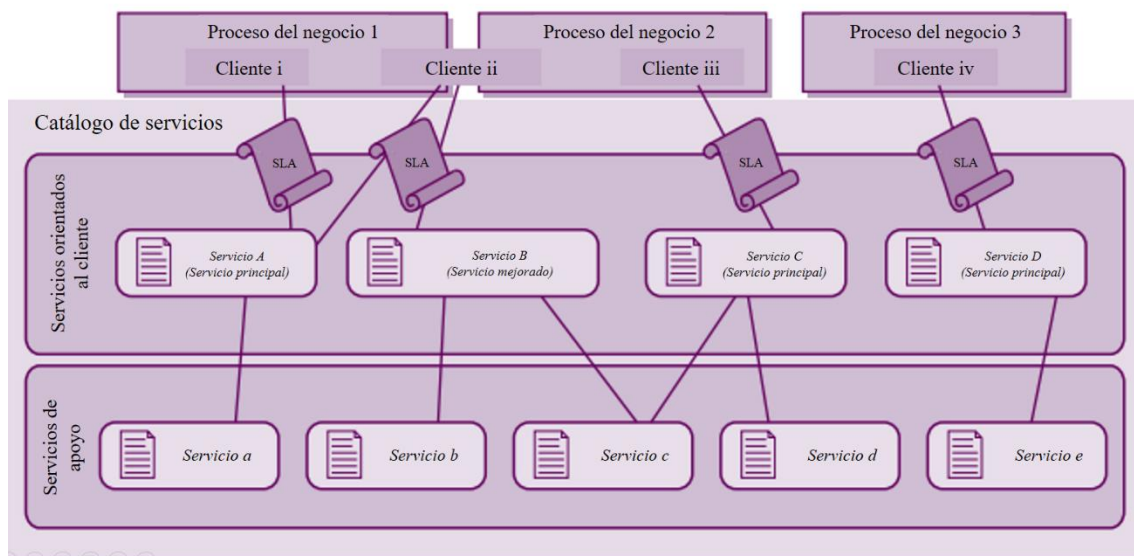 Proceso del negocio 1
Proceso del negocio 2
Proceso del negocio 3
Cliente i
Cliente ii
Cliente iii
Cliente iv
Catálogo de servicios
SLA
SLA
SLA
SLA
Servicios orientados
al cliente
Servicio A
(Servicio principal)
Servicio B
(Servicio mejorado)
Servicio C
(Servicio principal)
Servicio D
(Servicio principal)
Servicios de
apoyo
Servicio a
Servicio b
Servicio c
Servicio d
Servicio e